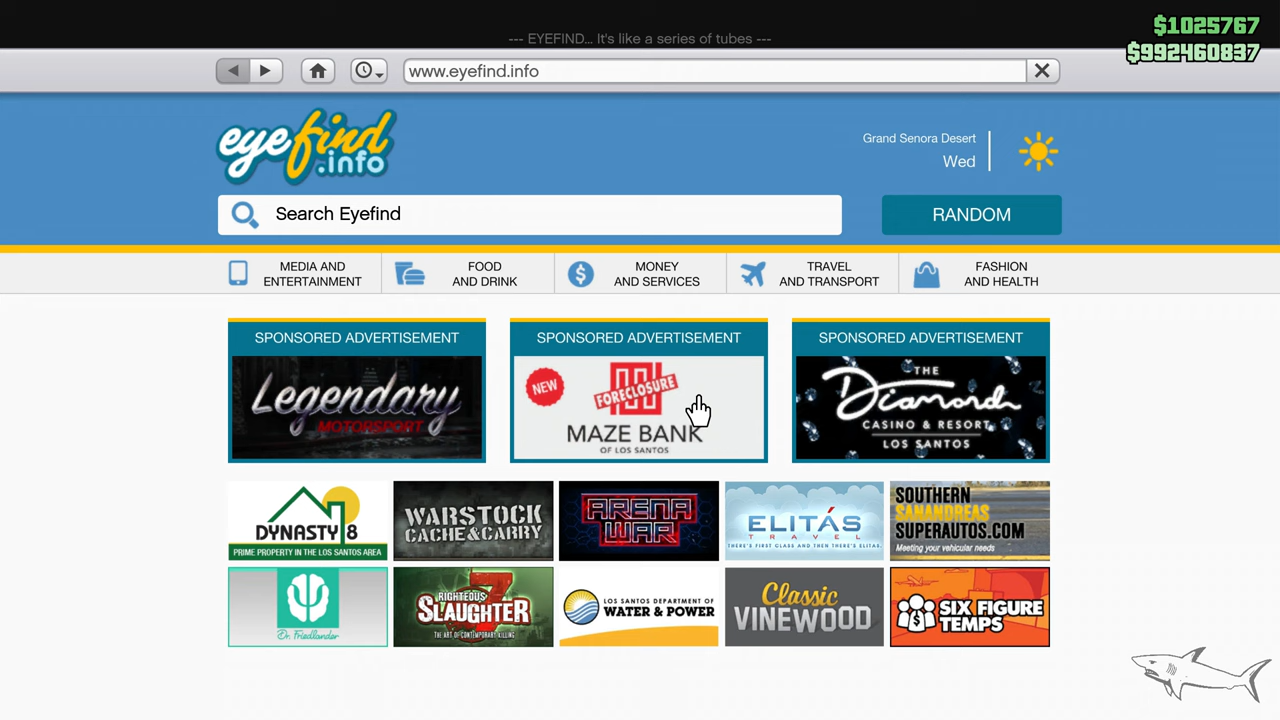 $1025767
--- EYEFIND... It's like a series of tubes ---
$992460837
www.eyefind.info
eyefind
.info
Grand Senora Desert
Wed
Search Eyefind
RANDOM
MEDIA AND
ENTERTAINMENT
FOOD
AND DRINK
MONEY
AND SERVICES
TRAVEL
AND TRANSPORT
FASHION
AND HEALTH
SPONSORED ADVERTISEMENT
SPONSORED ADVERTISEMENT
SPONSORED ADVERTISEMENT
Legendary
MOTORSPORT
NEW
FORECLOSURE
MAZE BANK
OF LOS SANTOS
THE
Diamond
CASINO & RESORT
LOS SANTOS
DYNASTY 8
PRIME PROPERTY IN THE LOS SANTOS AREA
WARSTOCK
CACHE & CARRY
ARENA
WAR
ELITÁS
TRAVEL
THERE'S FIRST CLASS AND THEN THERE'S ELITAS.
SOUTHERN
SANANDREAS
SUPERAUTOS.COM
Meeting your vehicular needs
Dr. Friedlander
RIGHTEOUS
SLAUGHTER
7
THE ART OF CONTEMPORARY KILLING
LOS SANTOS DEPARTMENT OF
WATER & POWER
Classic
VINEWOOD
SIX FIGURE
TEMPS